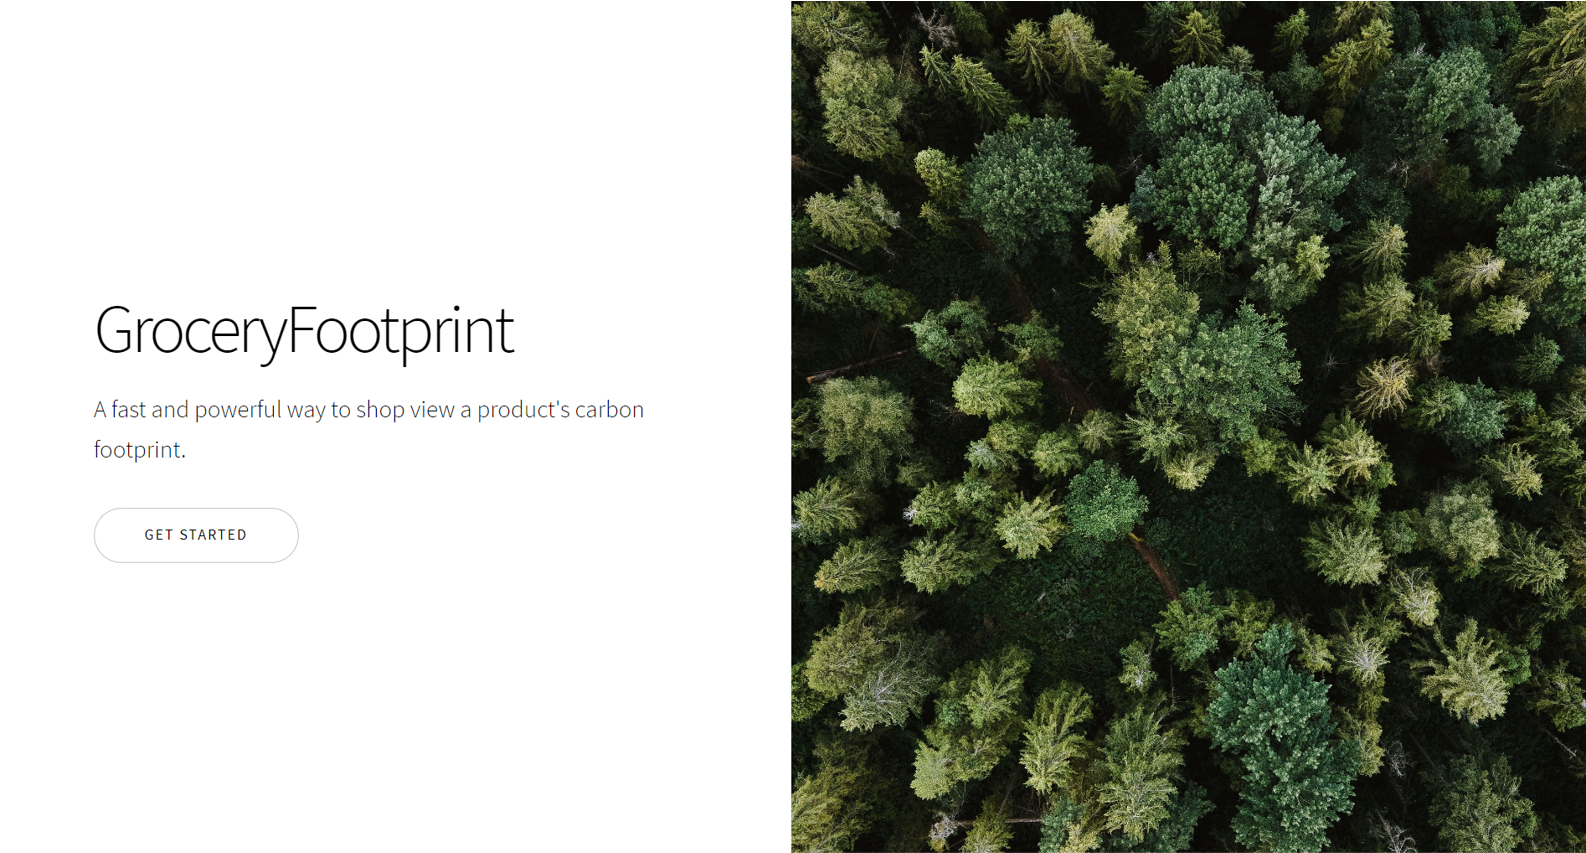 GroceryFootprint
A fast and powerful way to shop view a product's carbon
footprint.
GET STARTED